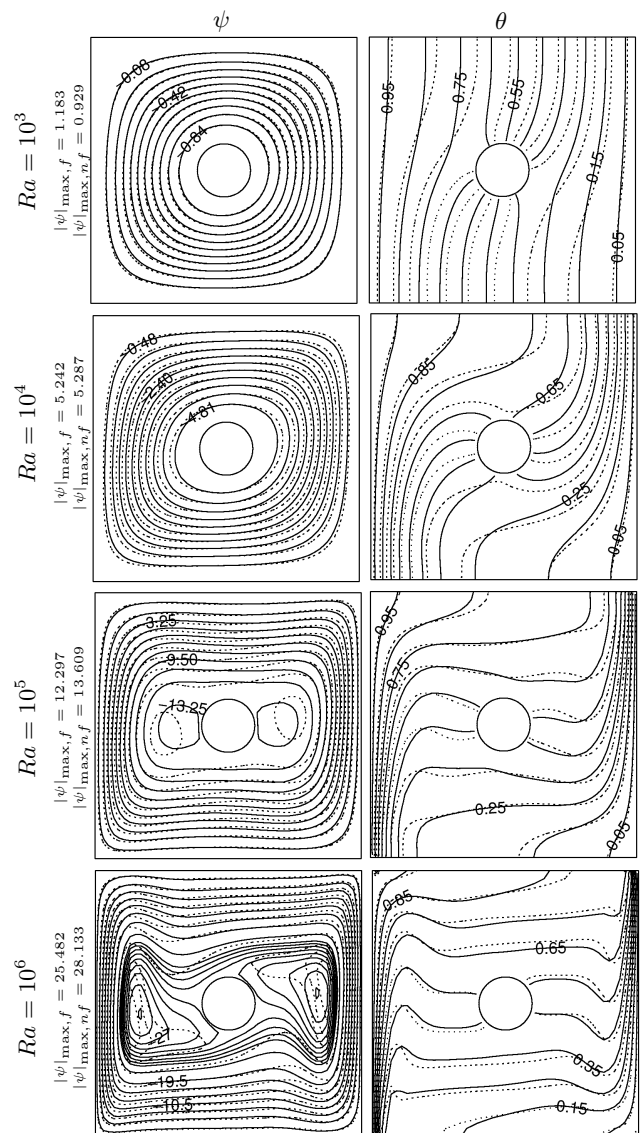 ψ θ
Ra = 10^3
|ψ|max,f = 1.183
|ψ|max,nf = 0.929
−0.08
−0.42
−0.84
0.95
0.75
0.55
0.15
0.05
Ra = 10^4
|ψ|max,f = 5.242
|ψ|max,nf = 5.287
−0.48
−2.40
−4.81
0.85
0.65
0.25
0.05
Ra = 10^5
|ψ|max,f = 12.297
|ψ|max,nf = 13.609
3.25
−9.50
−13.25
0.95
0.75
0.25
0.05
Ra = 10^6
|ψ|max,f = 25.482
|ψ|max,nf = 28.133
−27
−19.5
−10.5
0.85
0.65
0.35
0.15